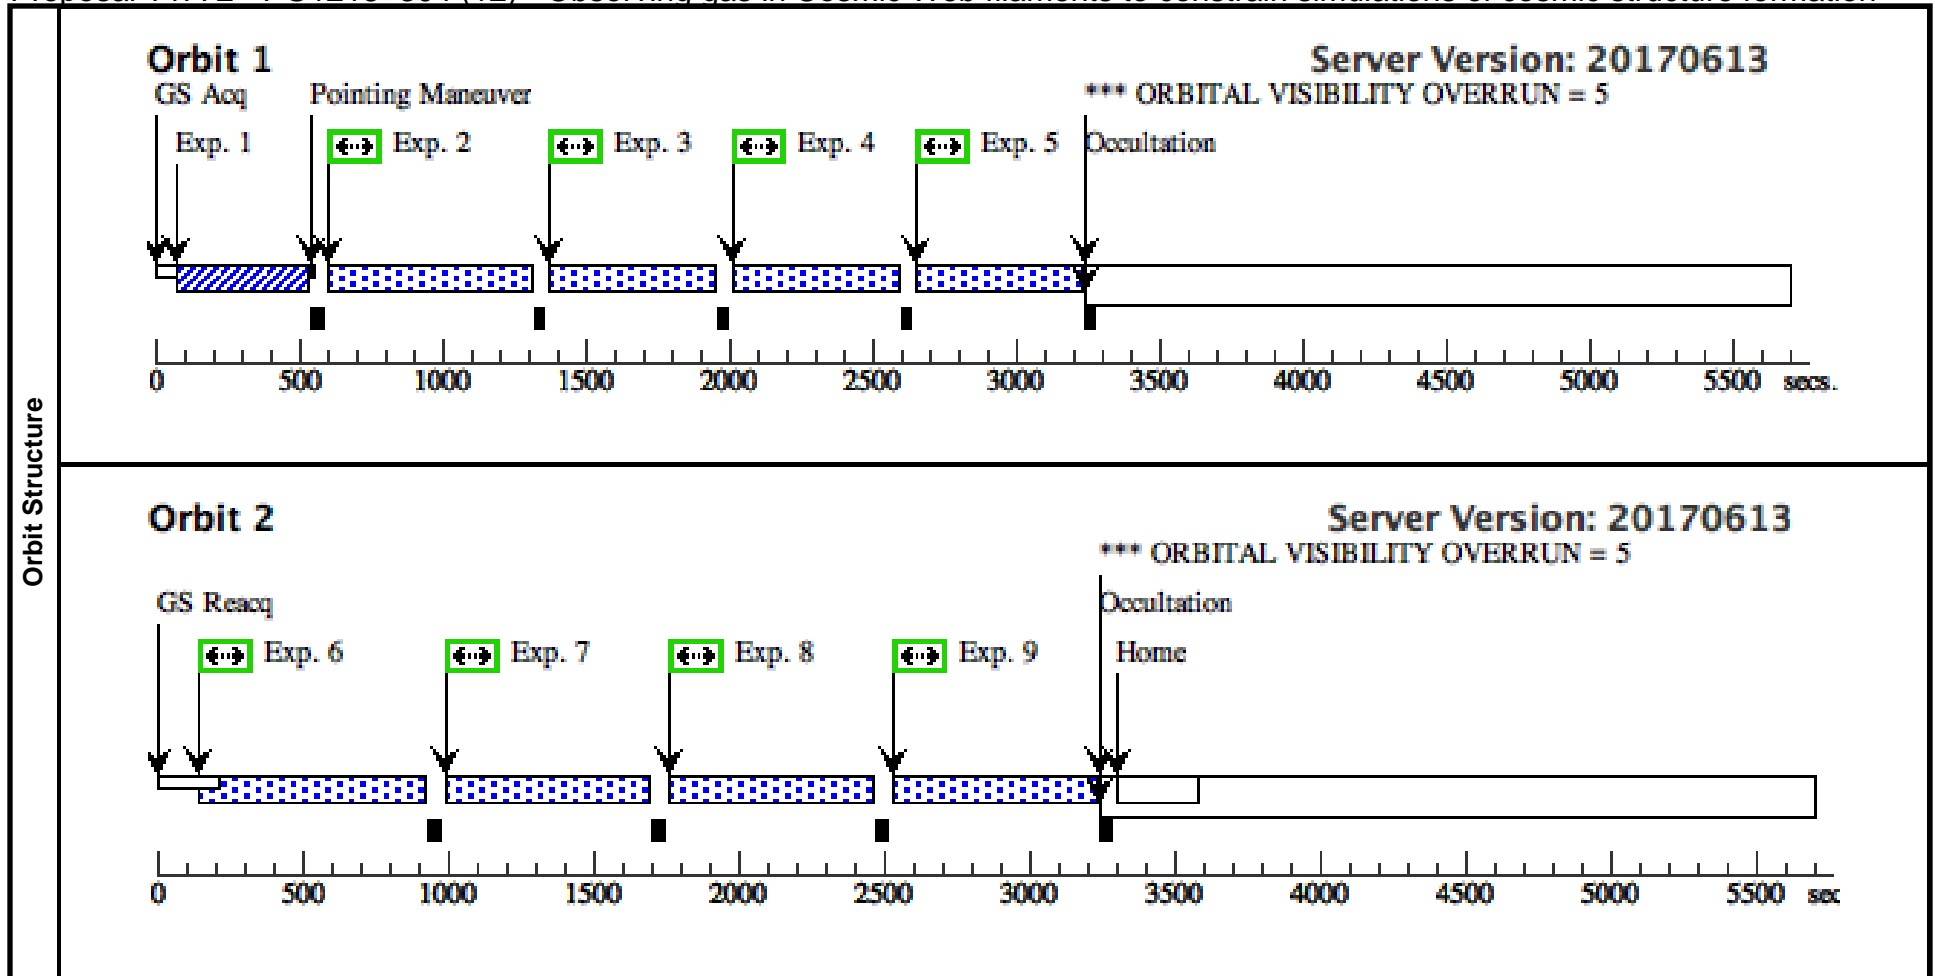 Orbit 1
Server Version: 20170613
GS Acq Pointing Maneuver *** ORBITAL VISIBILITY OVERRUN = 5
Exp. 1 Exp. 2 Exp. 3 Exp. 4 Exp. 5 Occultation
0 500 1000 1500 2000 2500 3000 3500 4000 4500 5000 5500 secs.
Orbit Structure
Orbit 2
Server Version: 20170613
*** ORBITAL VISIBILITY OVERRUN = 5
GS Reacq Occultation
Exp. 6 Exp. 7 Exp. 8 Exp. 9 Home
0 500 1000 1500 2000 2500 3000 3500 4000 4500 5000 5500 sec